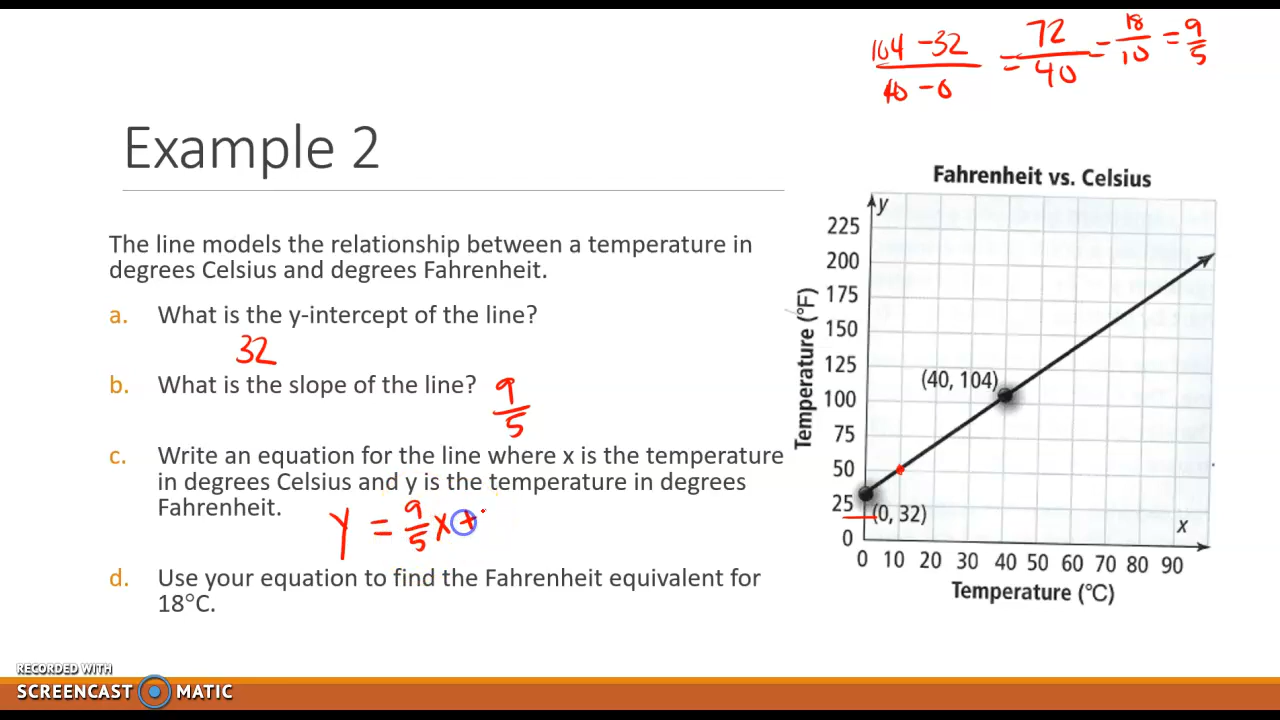 104 - 32 / 40 - 0 = 72 / 40 = 18 / 10 = 9 / 5
Example 2
The line models the relationship between a temperature in
degrees Celsius and degrees Fahrenheit.
a. What is the y-intercept of the line?
32
b. What is the slope of the line? 9 / 5
c. Write an equation for the line where x is the temperature
in degrees Celsius and y is the temperature in degrees
Fahrenheit.
y = 9/5 x +
d. Use your equation to find the Fahrenheit equivalent for
18°C.
Fahrenheit vs. Celsius
y
225
200
175
150
125
100
75
50
25
0
Temperature (°F)
(40, 104)
(0, 32)
x
0 10 20 30 40 50 60 70 80 90
Temperature (°C)
RECORDED WITH
SCREENCAST MATIC